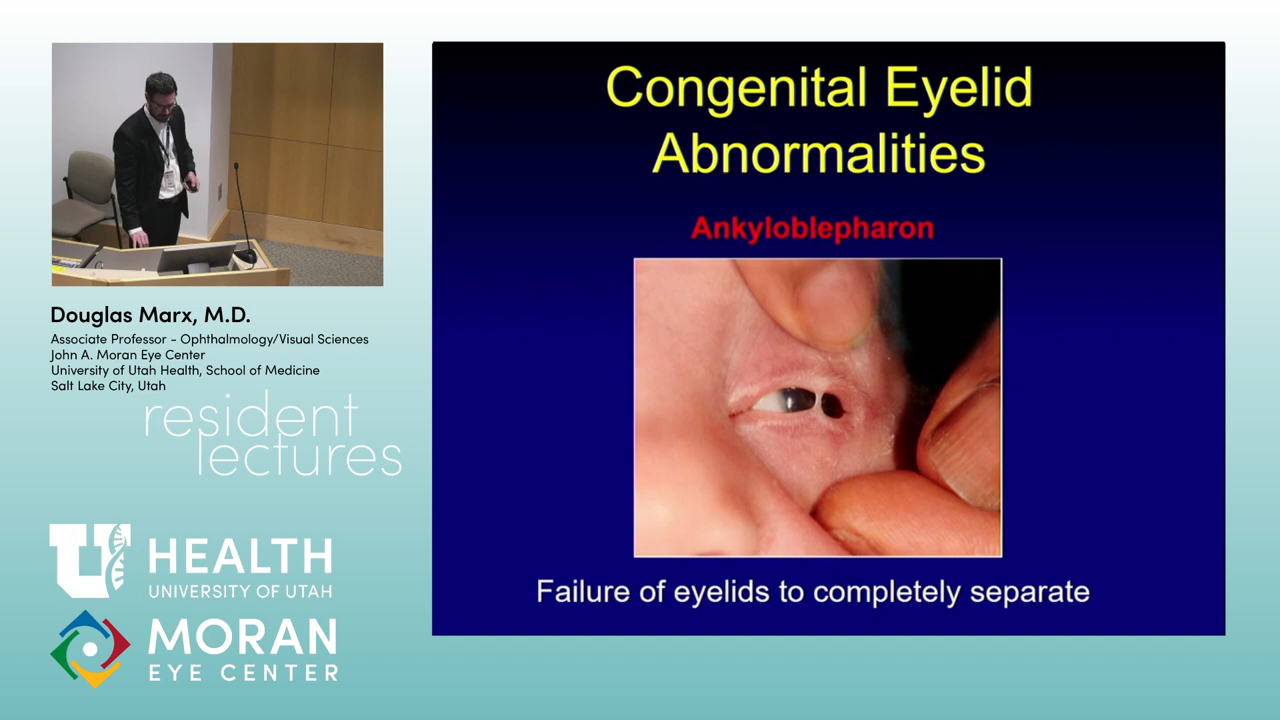 Congenital Eyelid
Abnormalities
Ankyloblepharon
Failure of eyelids to completely separate
Douglas Marx, M.D.
Associate Professor - Ophthalmology/Visual Sciences
John A. Moran Eye Center
University of Utah Health, School of Medicine
Salt Lake City, Utah
resident
lectures
U
HEALTH
UNIVERSITY OF UTAH
MORAN
EYE CENTER